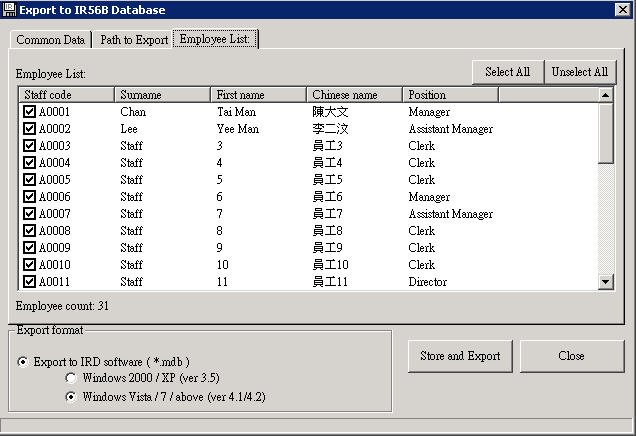 Export to IR56B Database
Common Data Path to Export Employee List:
Employee List: Select All Unselect All
Staff code Surname First name Chinese name Position
A0001 Chan Tai Man 陳大文 Manager
A0002 Lee Yee Man 李二汶 Assistant Manager
A0003 Staff 3 員工3 Clerk
A0004 Staff 4 員工4 Clerk
A0005 Staff 5 員工5 Clerk
A0006 Staff 6 員工6 Manager
A0007 Staff 7 員工7 Assistant Manager
A0008 Staff 8 員工8 Clerk
A0009 Staff 9 員工9 Clerk
A0010 Staff 10 員工10 Clerk
A0011 Staff 11 員工11 Director
Employee count: 31
Export format
Export to IRD software ( *.mdb )
Windows 2000 / XP (ver 3.5)
Windows Vista / 7 / above (ver 4.1/4.2)
Store and Export Close